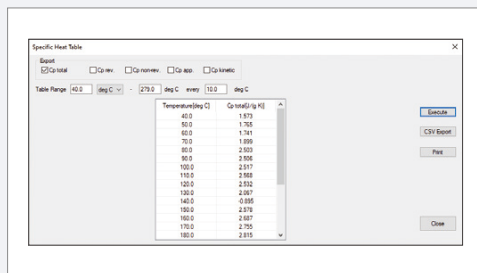 Specific Heat Table
Export
Cp total Cp rev. Cp non-rev. Cp app. Cp kinetic
Table Range 40.0 deg C - 279.0 deg C every 10.0 deg C
Temperature[deg C] Cp total[J/(g K)]
40.0 1.573
50.0 1.765
60.0 1.741
70.0 1.899
80.0 2.503
90.0 2.506
100.0 2.517
110.0 2.568
120.0 2.532
130.0 2.067
140.0 -0.895
150.0 2.578
160.0 2.687
170.0 2.755
180.0 2.815
Execute
CSV Export
Print
Close